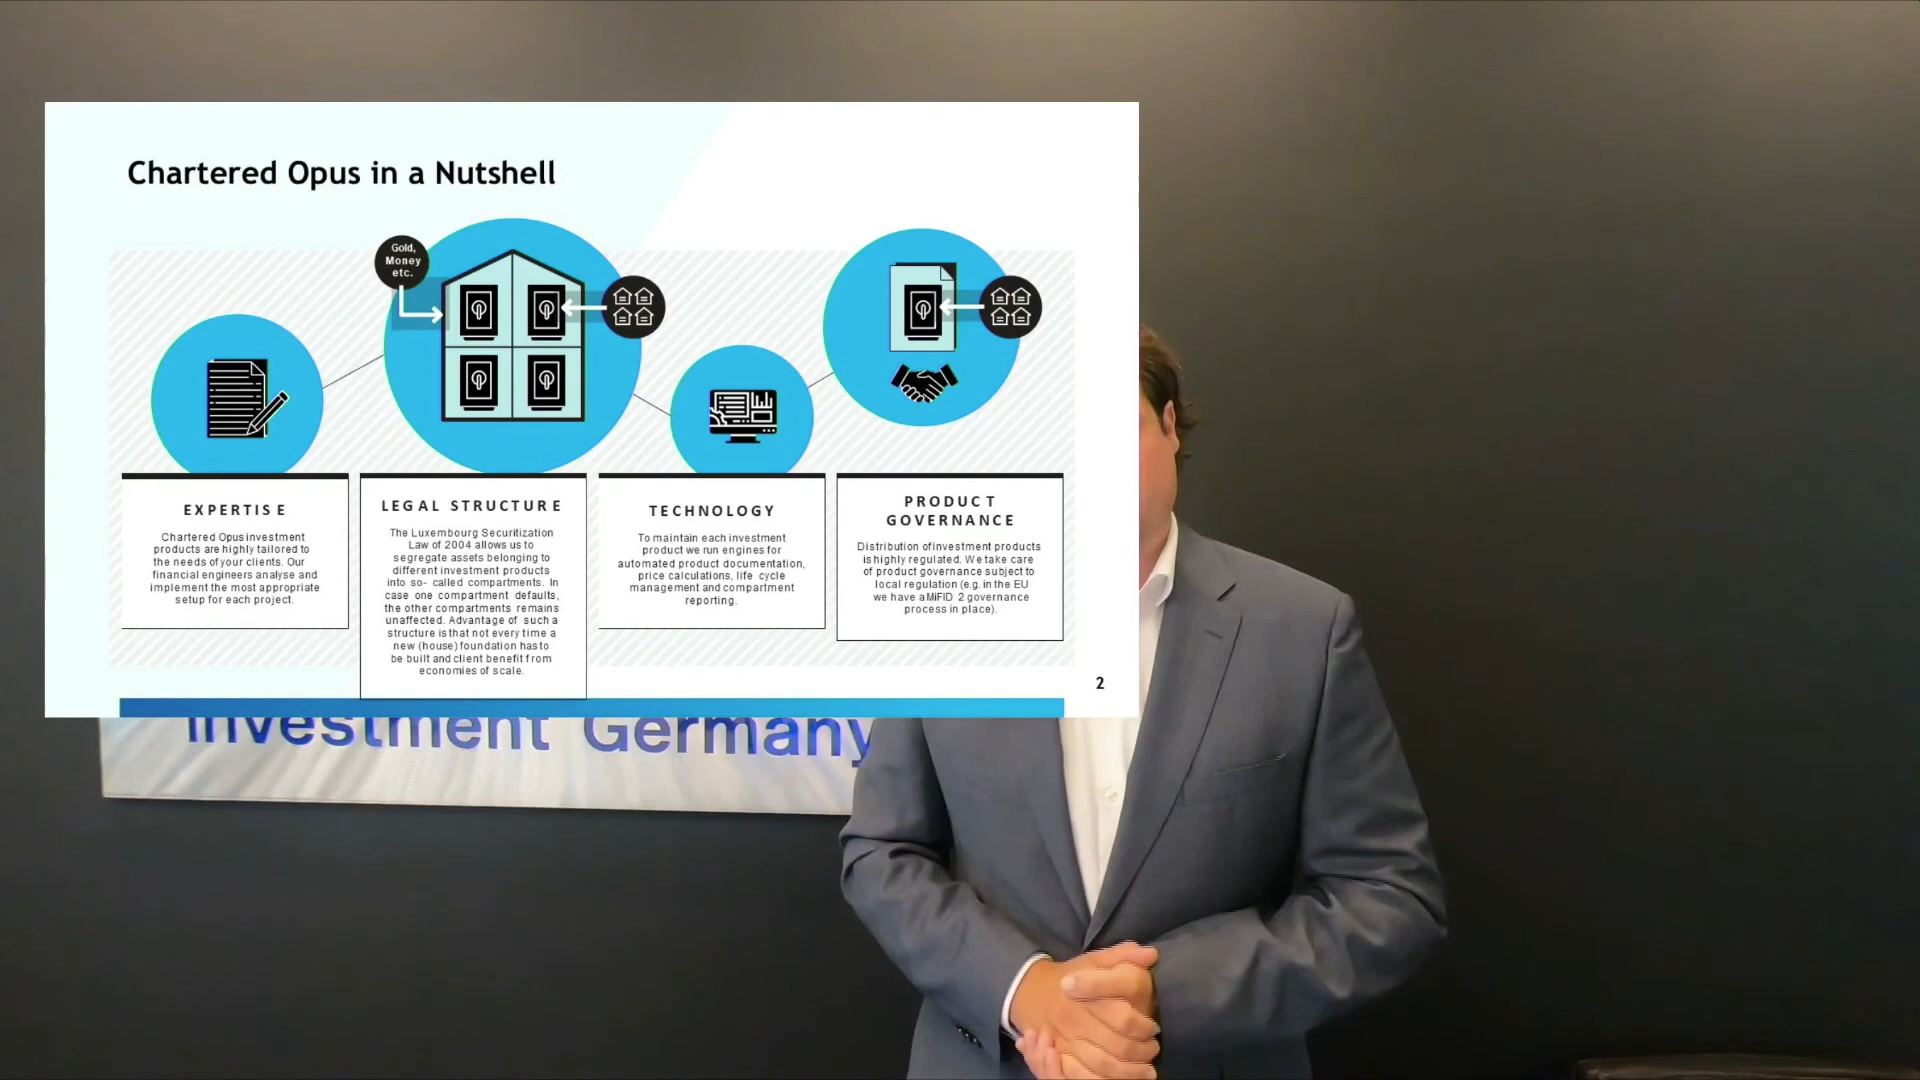 Chartered Opus in a Nutshell
Gold,
Money
etc.
EXPERTISE
Chartered Opus investment
products are highly tailored to
the needs of your clients. Our
financial engineers analyse and
implement the most appropriate
setup for each project.
LEGAL STRUCTURE
The Luxembourg Securitization
Law of 2004 allows us to
segregate assets belonging to
different investment products
into so- called compartments. In
case one compartment defaults,
the other compartments remains
unaffected. Advantage of such a
structure is that not every time a
new (house) foundation has to
be built and client benefit from
economies of scale.
TECHNOLOGY
To maintain each investment
product we run engines for
automated product documentation,
price calculations, life cycle
management and compartment
reporting.
PRODUCT
GOVERNANCE
Distribution of investment products
is highly regulated. We take care
of product governance subject to
local regulation (e.g. in the EU
we have a MiFID 2 governance
process in place).
2
Investment Germany